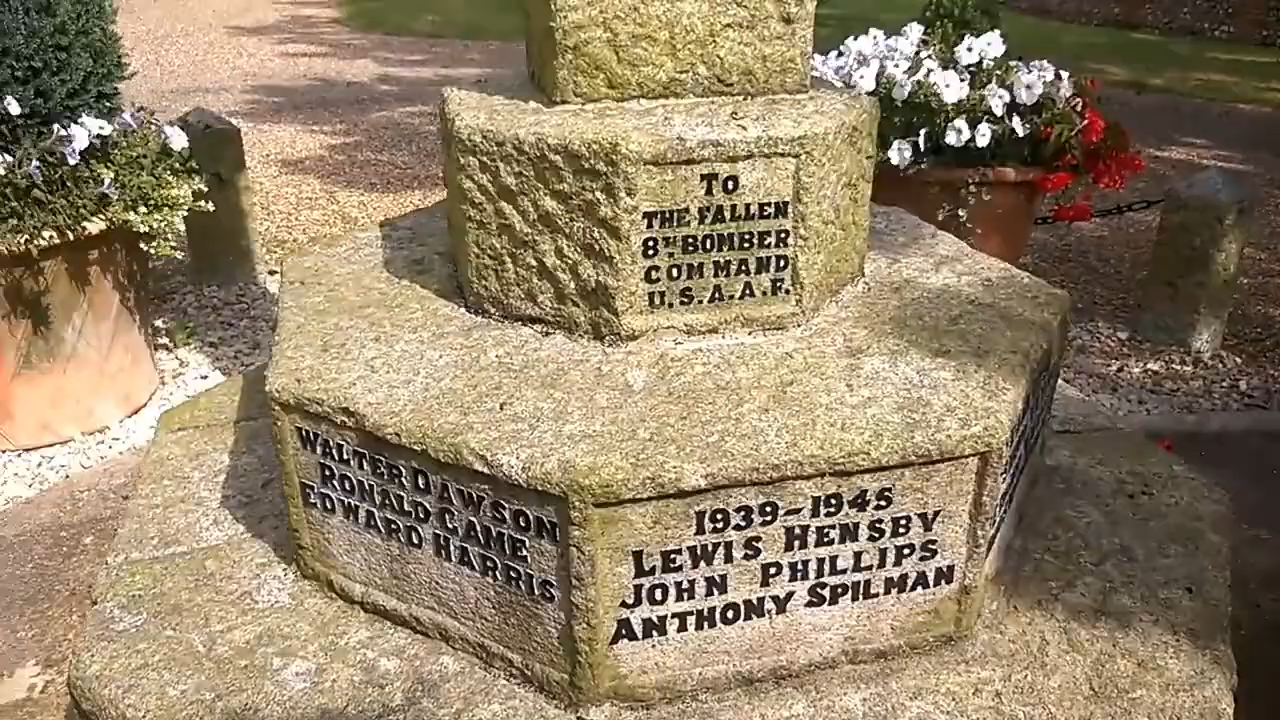 TO
THE FALLEN
8TH BOMBER
COMMAND
U.S.A.A.F.
WALTER DAWSON
RONALD GAME
EDWARD HARRIS
1939-1945
LEWIS HENSBY
JOHN PHILLIPS
ANTHONY SPILMAN